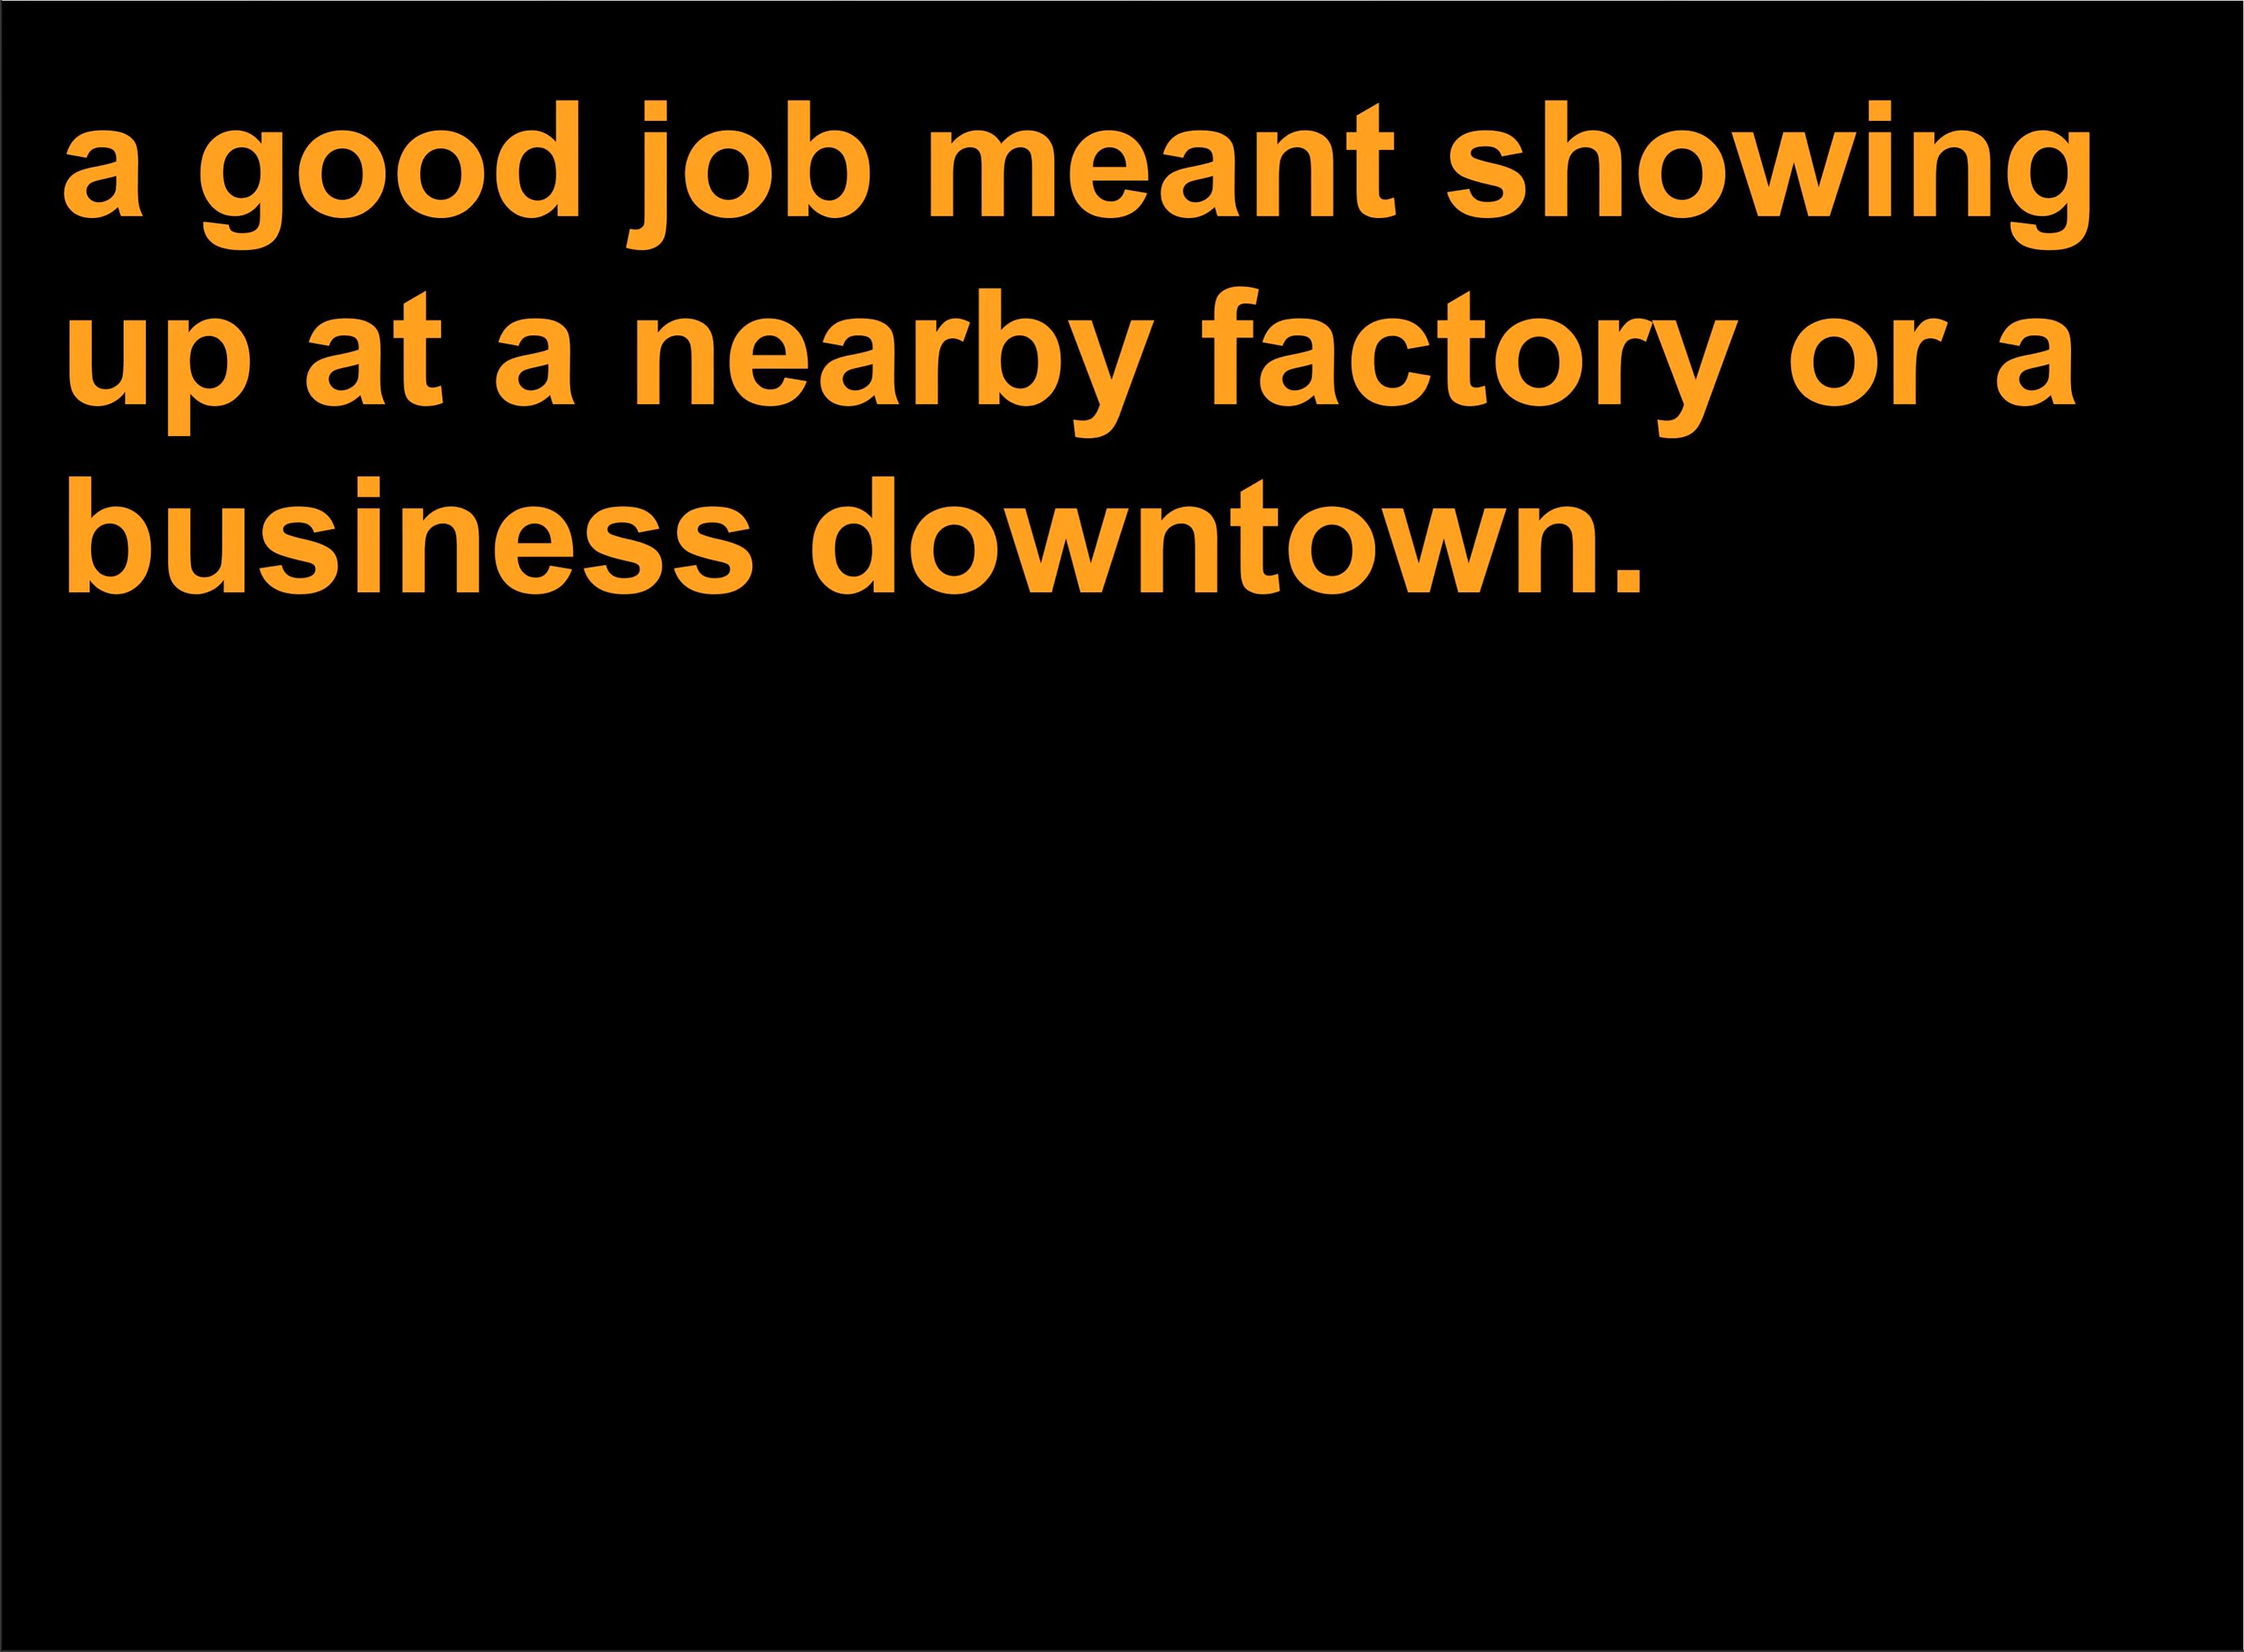 a good job meant showing
up at a nearby factory or a
business downtown.